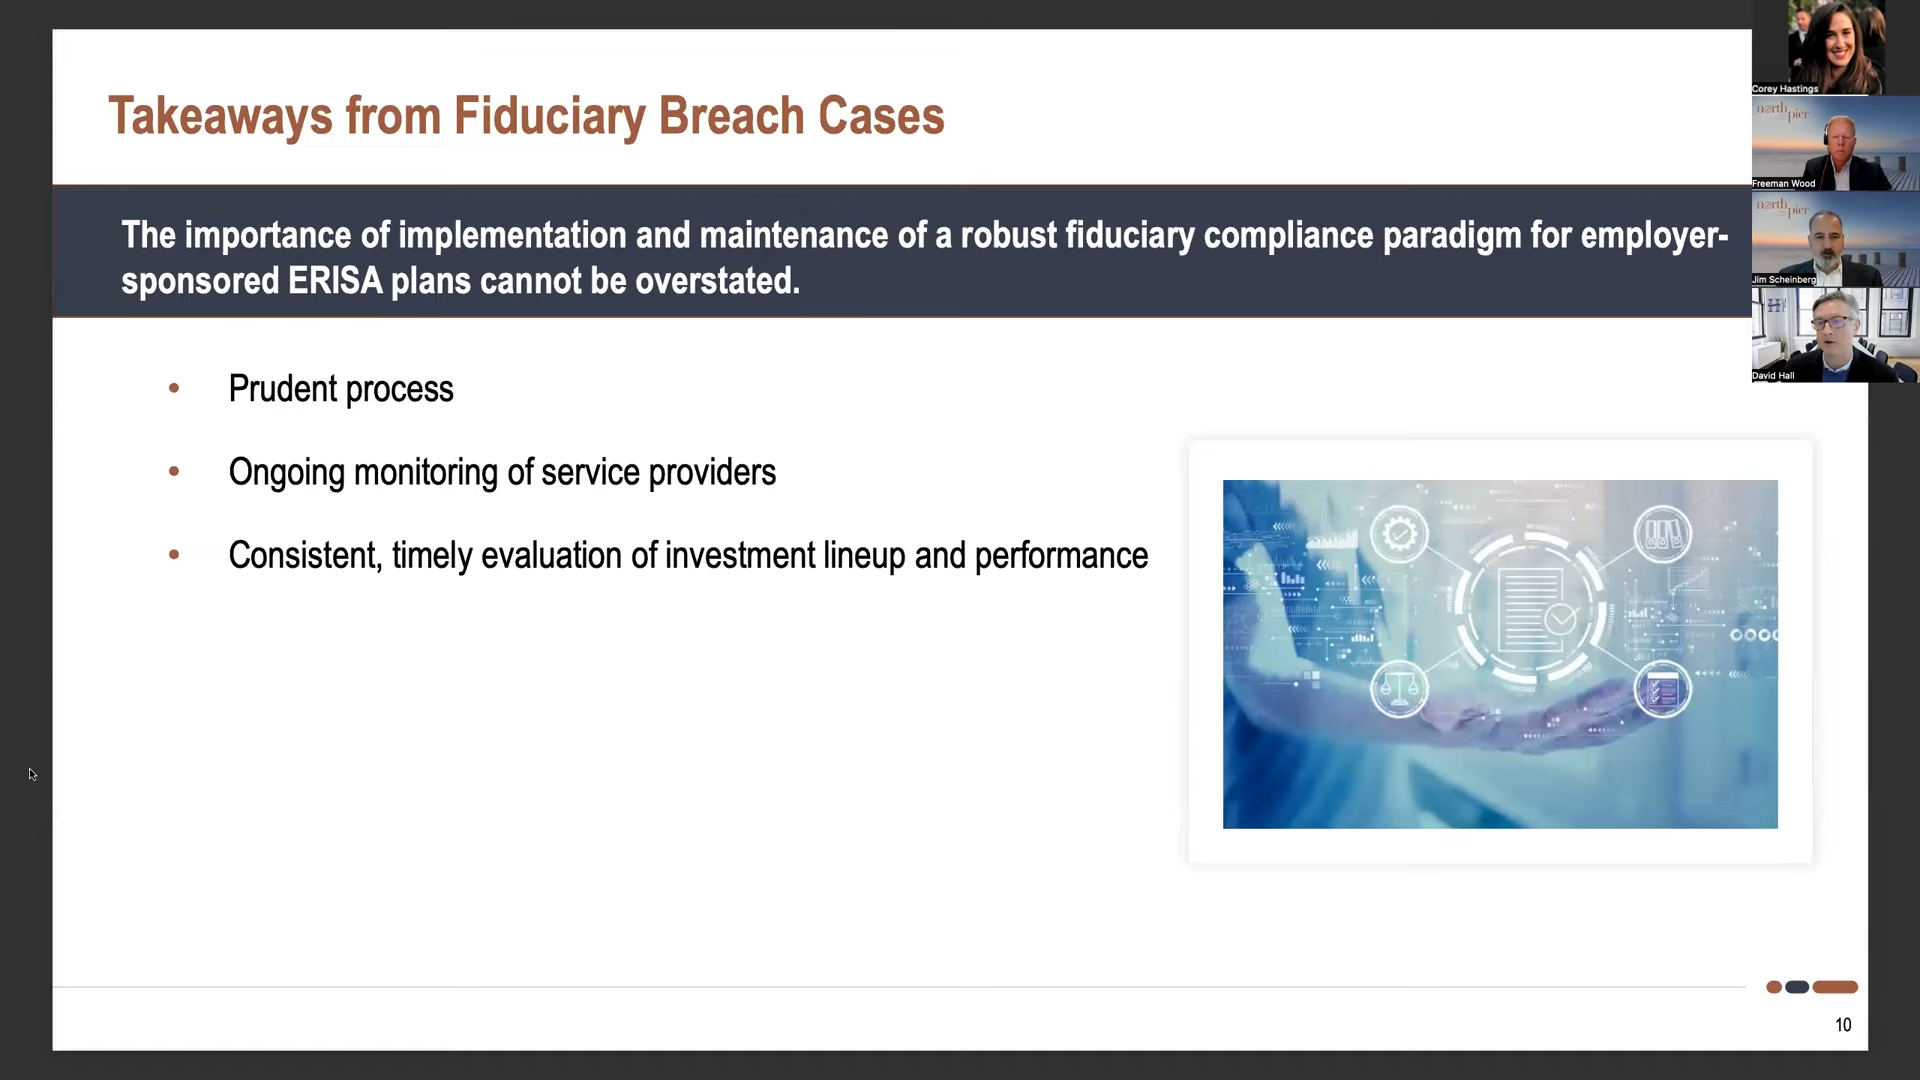 Takeaways from Fiduciary Breach Cases
The importance of implementation and maintenance of a robust fiduciary compliance paradigm for employer-
sponsored ERISA plans cannot be overstated.
• Prudent process
• Ongoing monitoring of service providers
• Consistent, timely evaluation of investment lineup and performance
10
Corey Hastings
north
pier
Freeman Wood
north
pier
Jim Scheinberg
H
David Hall